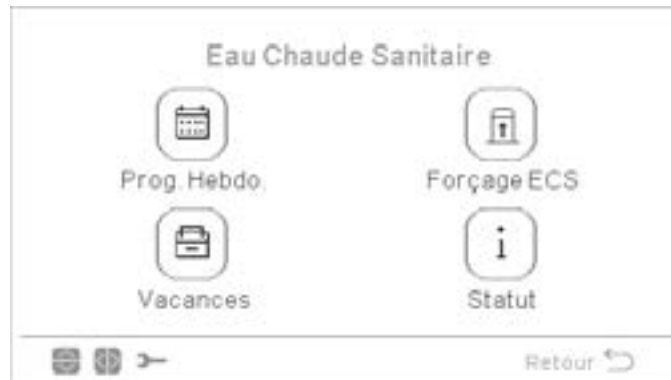 Eau Chaude Sanitaire
Prog. Hebdo.
Forçage ECS
Vacances
Statut
Retour